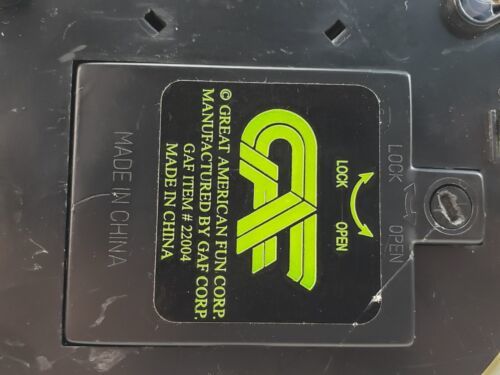 MADE IN CHINA
GAF
LOCK OPEN
© GREAT AMERICAN FUN CORP.
MANUFACTURED BY GAF CORP.
GAF ITEM # 22004
MADE IN CHINA
LOCK OPEN